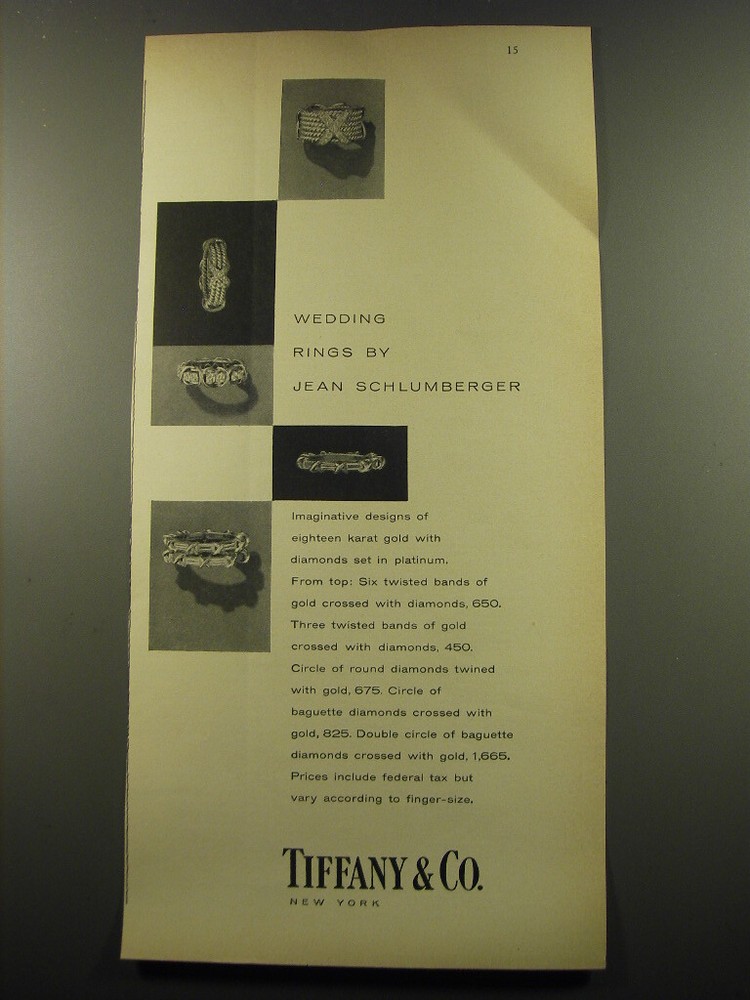 15
WEDDING
RINGS BY
JEAN SCHLUMBERGER
Imaginative designs of
eighteen karat gold with
diamonds set in platinum.
From top: Six twisted bands of
gold crossed with diamonds, 650.
Three twisted bands of gold
crossed with diamonds, 450.
Circle of round diamonds twined
with gold, 675. Circle of
baguette diamonds crossed with
gold, 825. Double circle of baguette
diamonds crossed with gold, 1,665.
Prices include federal tax but
vary according to finger-size.
TIFFANY & CO.
NEW YORK